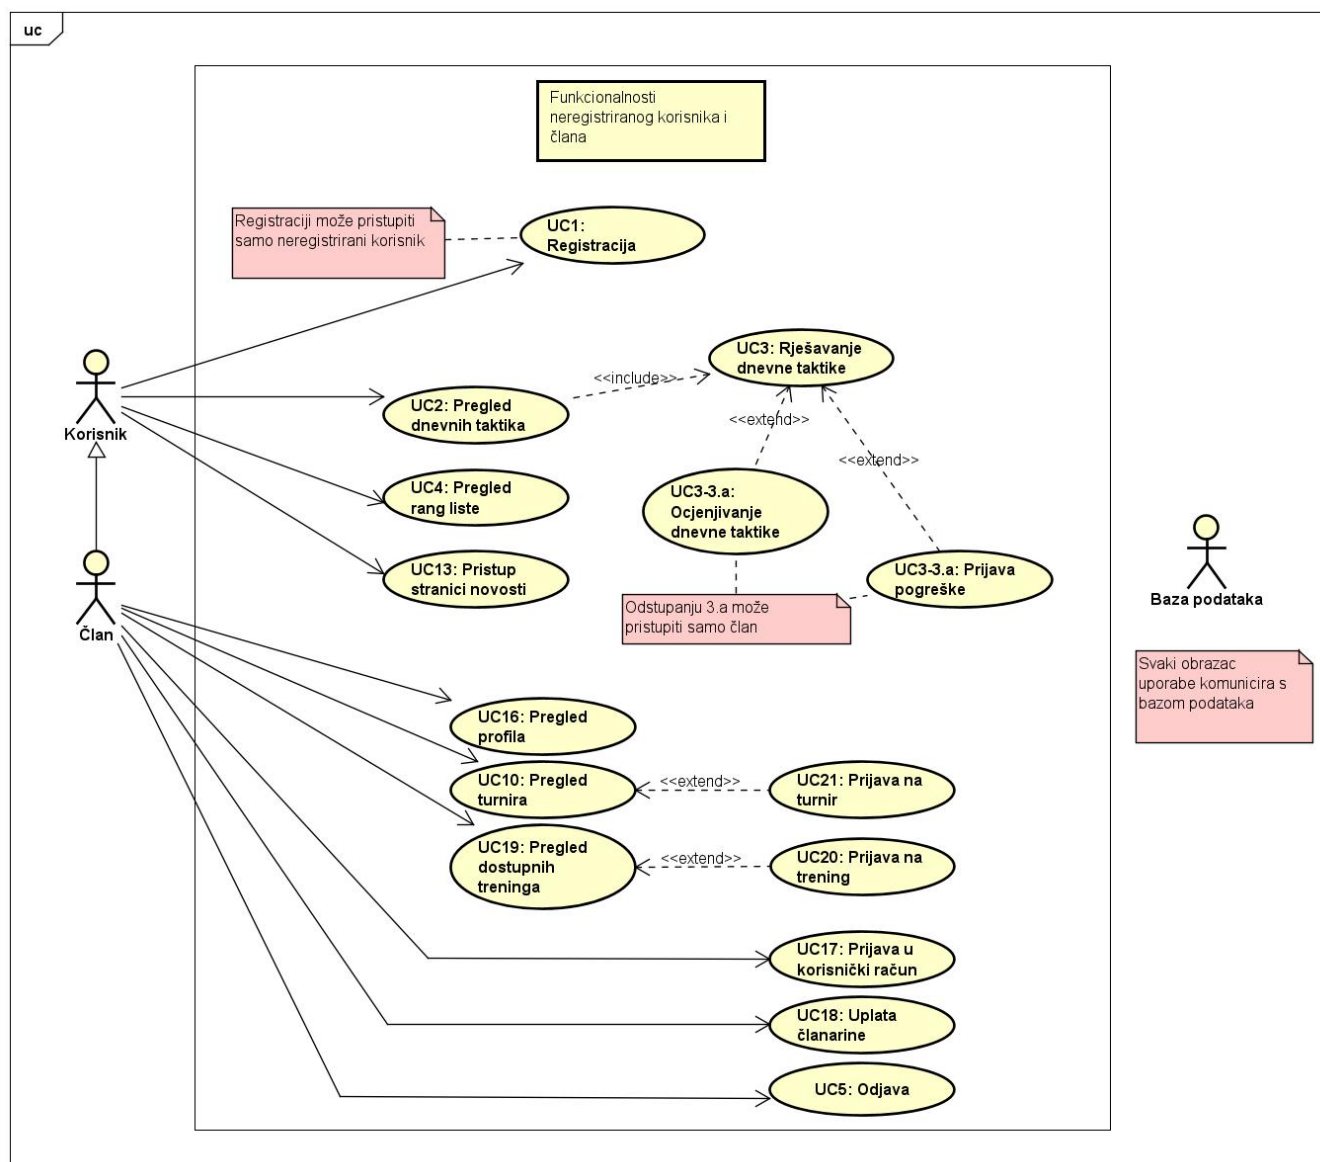 uc
Funkcionalnosti
neregistriranog korisnika i
člana
Registraciji može pristupiti
samo neregistrirani korisnik
UC1:
Registracija
UC3: Rješavanje
dnevne taktike
<<include>>
UC2: Pregled
dnevnih taktika
<<extend>>
Korisnik
<<extend>>
UC4: Pregled
rang liste
UC3-3.a:
Ocjenjivanje
dnevne taktike
UC13: Pristup
stranici novosti
UC3-3.a: Prijava
pogreške
Baza podataka
Odstupanju 3.a može
pristupiti samo član
Član
Svaki obrazac
uporabe komunicira s
bazom podataka
UC16: Pregled
profila
UC10: Pregled
turnira
<<extend>>
UC21: Prijava na
turnir
UC19: Pregled
dostupnih
treninga
<<extend>>
UC20: Prijava na
trening
UC17: Prijava u
korisnički račun
UC18: Uplata
članarine
UC5: Odjava